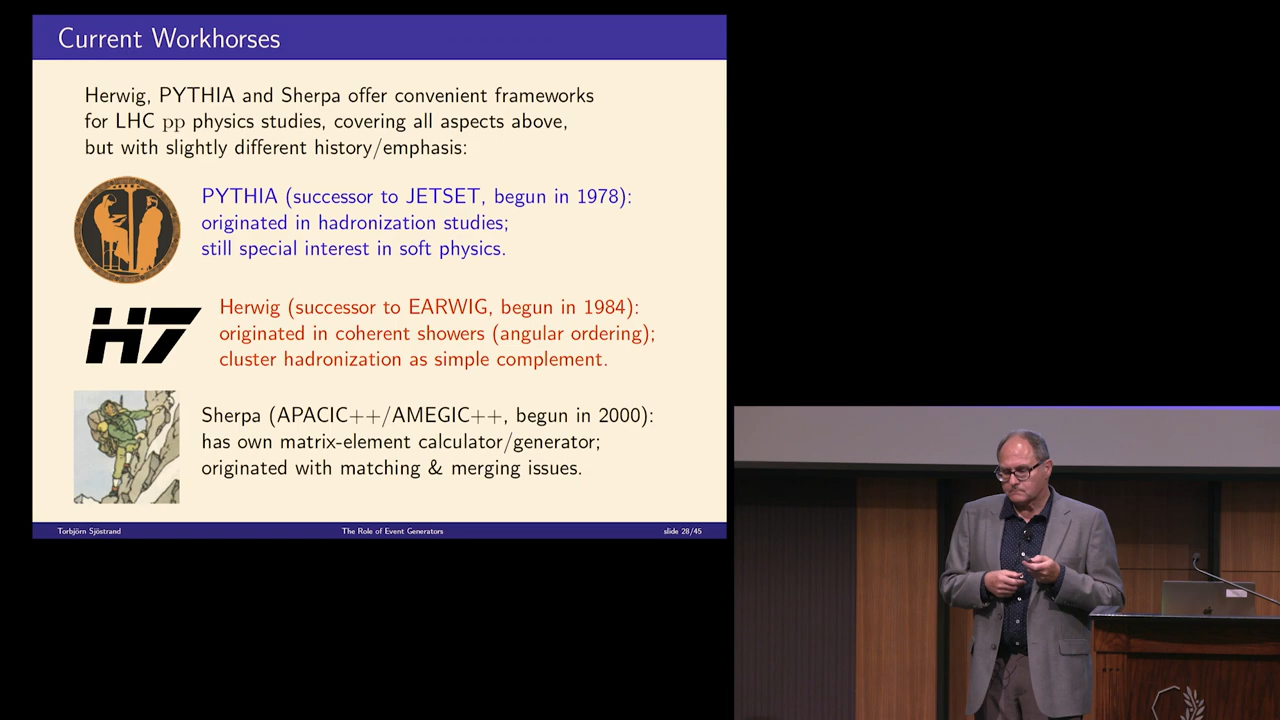 Current Workhorses
Herwig, PYTHIA and Sherpa offer convenient frameworks
for LHC pp physics studies, covering all aspects above,
but with slightly different history/emphasis:
PYTHIA (successor to JETSET, begun in 1978):
originated in hadronization studies;
still special interest in soft physics.
H7
Herwig (successor to EARWIG, begun in 1984):
originated in coherent showers (angular ordering);
cluster hadronization as simple complement.
Sherpa (APACIC++/AMEGIC++, begun in 2000):
has own matrix-element calculator/generator;
originated with matching & merging issues.
Torbjörn Sjöstrand
The Role of Event Generators
slide 28/45